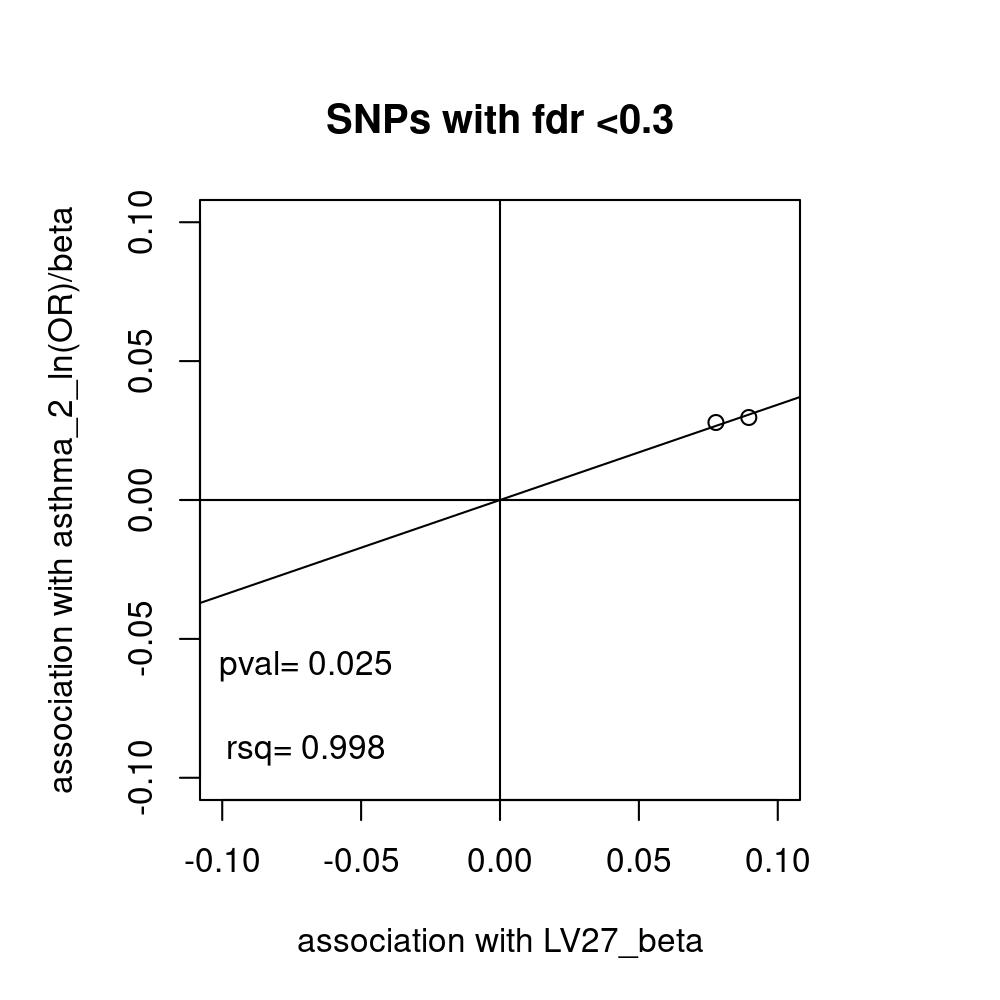 SNPs with fdr <0.3
association with asthma_2_ln(OR)/beta
0.10
0.05
0.00
-0.05
-0.10
pval= 0.025
rsq= 0.998
-0.10 -0.05 0.00 0.05 0.10
association with LV27_beta